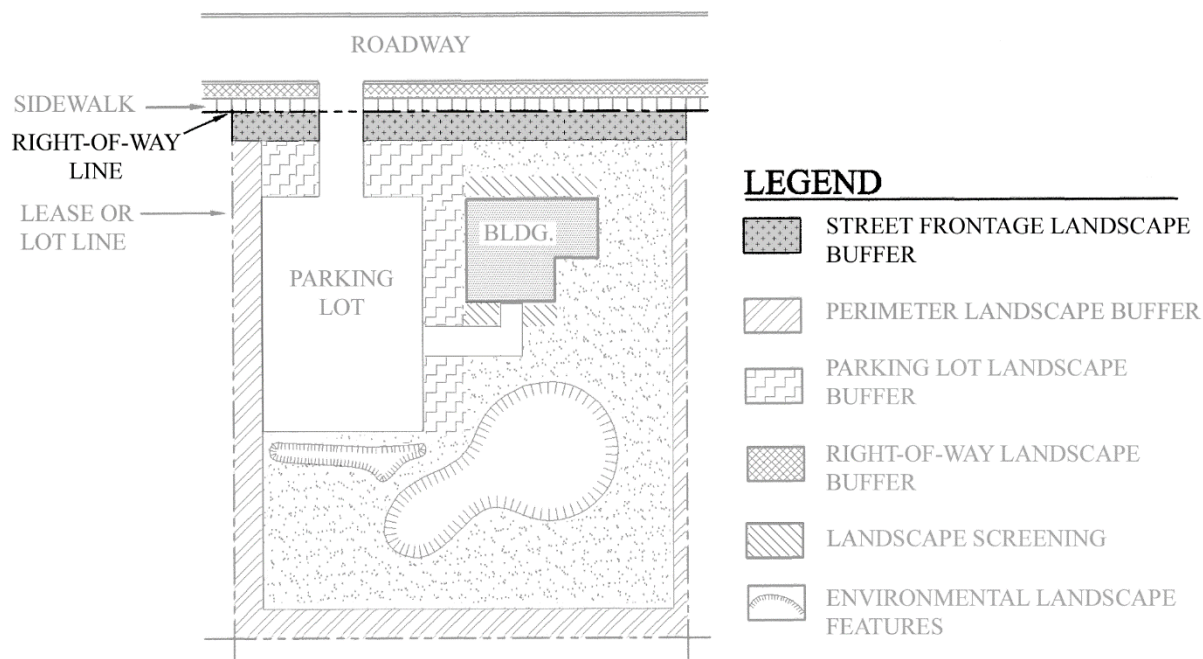 ROADWAY
SIDEWALK
RIGHT-OF-WAY
LINE
LEASE OR
LOT LINE
BLDG.
PARKING
LOT
LEGEND
STREET FRONTAGE LANDSCAPE
BUFFER
PERIMETER LANDSCAPE BUFFER
PARKING LOT LANDSCAPE
BUFFER
RIGHT-OF-WAY LANDSCAPE
BUFFER
LANDSCAPE SCREENING
ENVIRONMENTAL LANDSCAPE
FEATURES